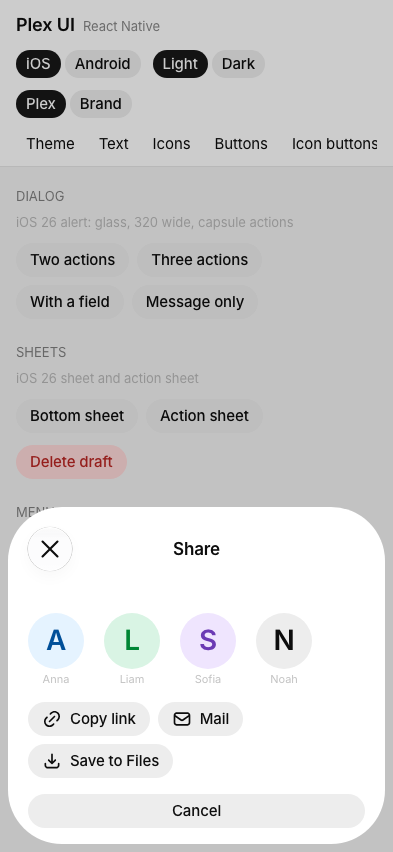 Plex UI React Native
iOS Android Light Dark
Plex Brand
Theme Text Icons Buttons Icon buttons
DIALOG
iOS 26 alert: glass, 320 wide, capsule actions
Two actions Three actions
With a field Message only
SHEETS
iOS 26 sheet and action sheet
Bottom sheet Action sheet
Delete draft
Share
A L S N
Anna Liam Sofia Noah
Copy link Mail
Save to Files
Cancel